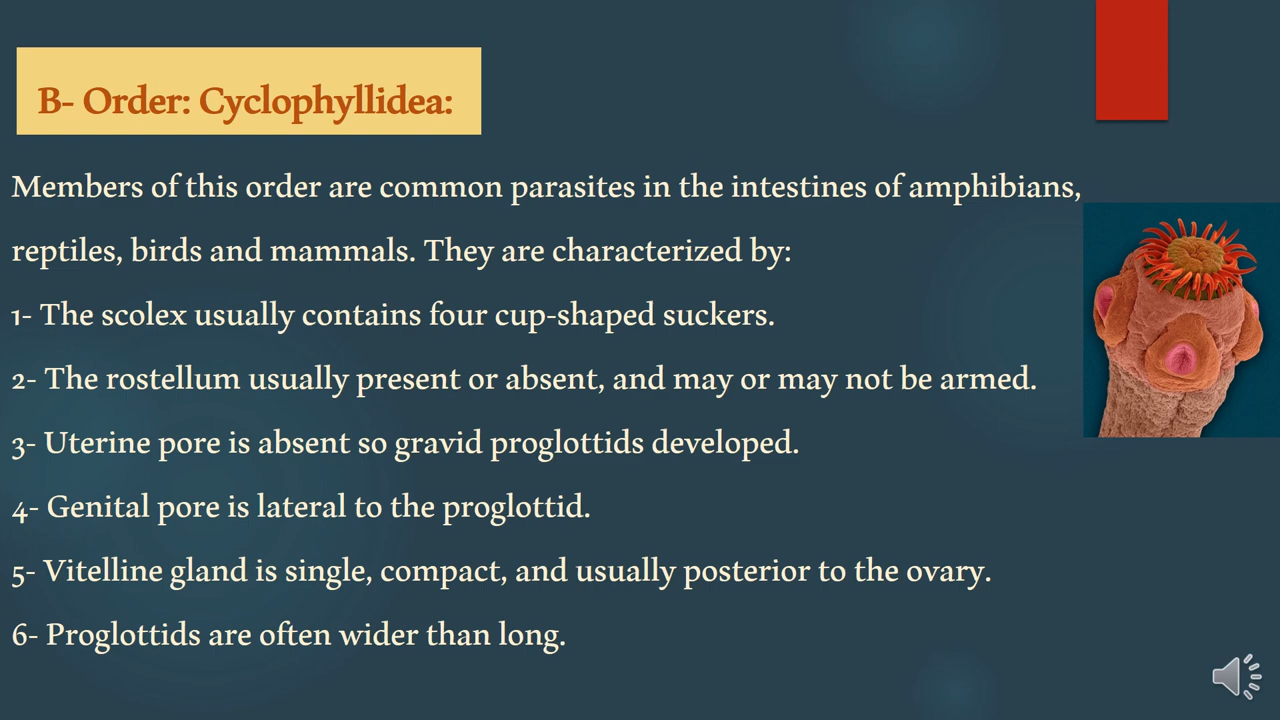 B- Order: Cyclophyllidea:
Members of this order are common parasites in the intestines of amphibians,
reptiles, birds and mammals. They are characterized by:
1- The scolex usually contains four cup-shaped suckers.
2- The rostellum usually present or absent, and may or may not be armed.
3- Uterine pore is absent so gravid proglottids developed.
4- Genital pore is lateral to the proglottid.
5- Vitelline gland is single, compact, and usually posterior to the ovary.
6- Proglottids are often wider than long.